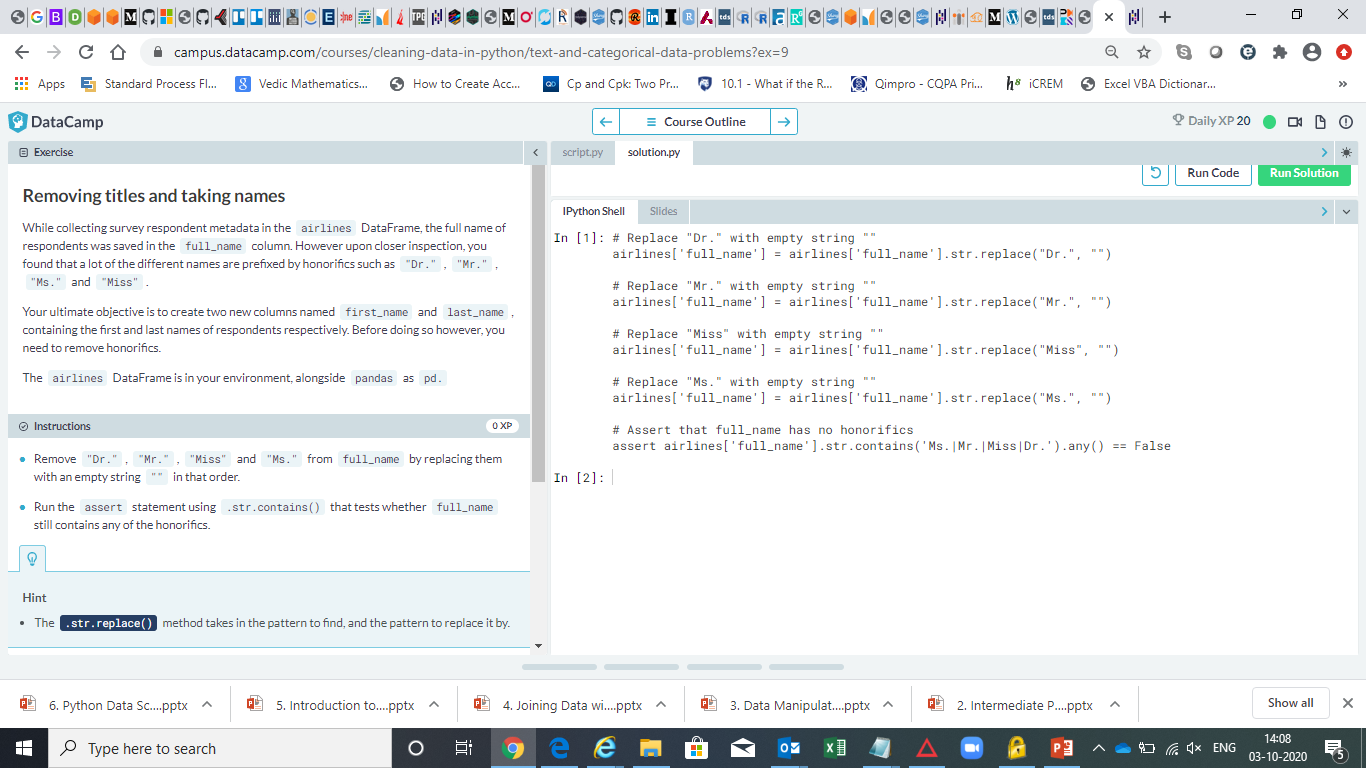 campus.datacamp.com/courses/cleaning-data-in-python/text-and-categorical-data-problems?ex=9
Apps Standard Process Fl... Vedic Mathematics... How to Create Acc... Cp and Cpk: Two Pr... 10.1 - What if the R... Qimpro - CQPA Pri... iCREM Excel VBA Dictionar... »
DataCamp Course Outline Daily XP 20
Exercise script.py solution.py
Run Code Run Solution
Removing titles and taking names
While collecting survey respondent metadata in the airlines DataFrame, the full name of
respondents was saved in the full_name column. However upon closer inspection, you
found that a lot of the different names are prefixed by honorifics such as "Dr." , "Mr." ,
"Ms." and "Miss" .
Your ultimate objective is to create two new columns named first_name and last_name ,
containing the first and last names of respondents respectively. Before doing so however, you
need to remove honorifics.
The airlines DataFrame is in your environment, alongside pandas as pd.
Instructions 0 XP
• Remove "Dr." , "Mr." , "Miss" and "Ms." from full_name by replacing them
with an empty string "" in that order.
• Run the assert statement using .str.contains() that tests whether full_name
still contains any of the honorifics.
Hint
• The .str.replace() method takes in the pattern to find, and the pattern to replace it by.
IPython Shell Slides
In [1]: # Replace "Dr." with empty string ""
airlines['full_name'] = airlines['full_name'].str.replace("Dr.", "")
# Replace "Mr." with empty string ""
airlines['full_name'] = airlines['full_name'].str.replace("Mr.", "")
# Replace "Miss" with empty string ""
airlines['full_name'] = airlines['full_name'].str.replace("Miss", "")
# Replace "Ms." with empty string ""
airlines['full_name'] = airlines['full_name'].str.replace("Ms.", "")
# Assert that full_name has no honorifics
assert airlines['full_name'].str.contains('Ms.|Mr.|Miss|Dr.').any() == False
In [2]:
6. Python Data Sc....pptx 5. Introduction to....pptx 4. Joining Data wi....pptx 3. Data Manipulat....pptx 2. Intermediate P....pptx Show all
Type here to search ENG 14:08
03-10-2020 5